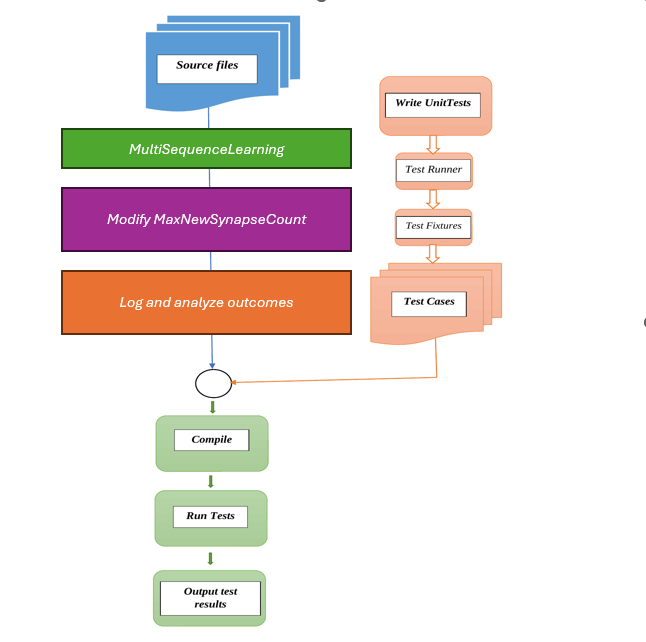 Source files
MultiSequenceLearning
Modify MaxNewSynapseCount
Log and analyze outcomes
Write UnitTests
Test Runner
Test Fixtures
Test Cases
Compile
Run Tests
Output test
results